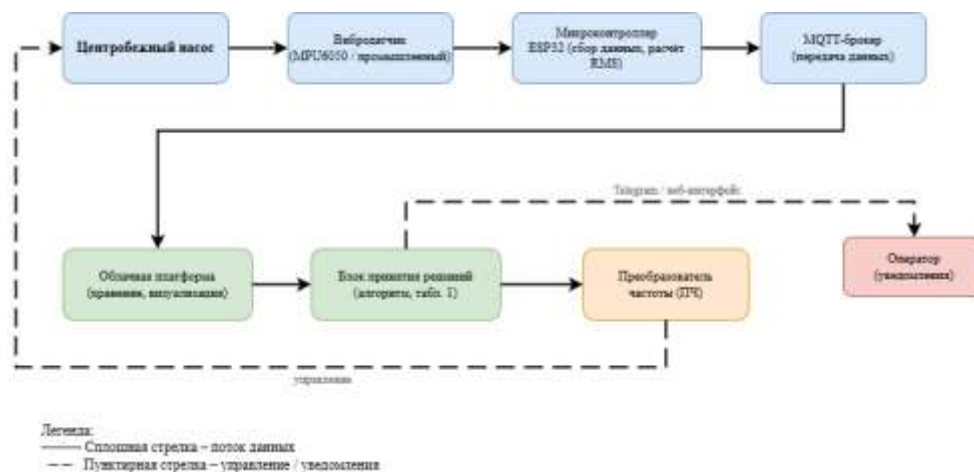 Центробежный насос
Вибродатчик
(MPU6050 / промышленный)
Микроконтроллер
ESP32 (сбор данных, расчёт
RMS)
MQTT-брокер
(передача данных)
Telegram / веб-интерфейс
Облачная платформа
(хранение, визуализация)
Блок принятия решений
(алгоритм, табл. 1)
Преобразователь
частоты (ПЧ)
Оператор
(уведомления)
управление
Легенда:
Сплошная стрелка – поток данных
Пунктирная стрелка – управление / уведомления